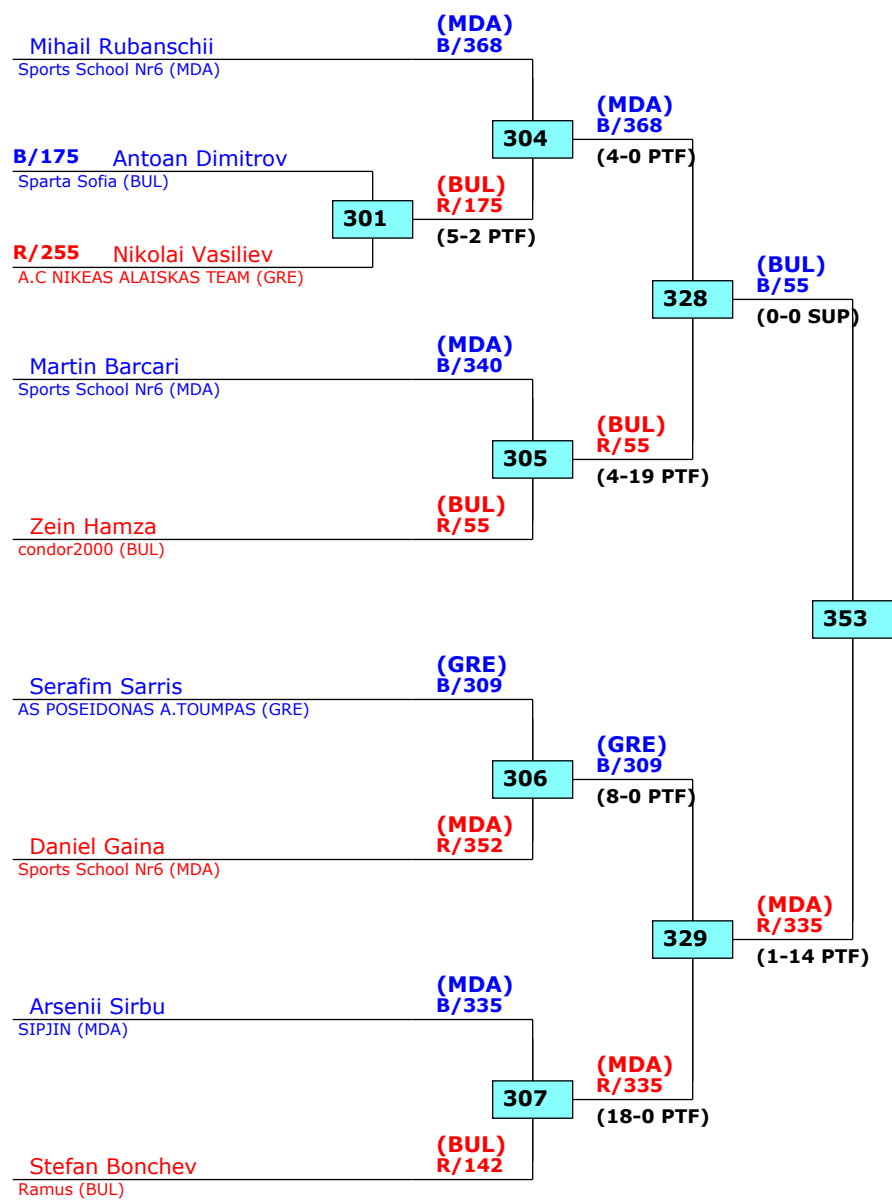 (MDA)
Mihail Rubanschii B/368
Sports School Nr6 (MDA)
(MDA)
304 B/368
(4-0 PTF)
B/175 Antoan Dimitrov
Sparta Sofia (BUL)
(BUL)
301 R/175
(5-2 PTF)
R/255 Nikolai Vasiliev
A.C NIKEAS ALAISKAS TEAM (GRE)
(BUL)
328 B/55
(0-0 SUP)
(MDA)
Martin Barcari B/340
Sports School Nr6 (MDA)
(BUL)
305 R/55
(4-19 PTF)
(BUL)
Zein Hamza R/55
condor2000 (BUL)
353
(GRE)
Serafim Sarris B/309
AS POSEIDONAS A.TOUMPAS (GRE)
(GRE)
306 B/309
(8-0 PTF)
(MDA)
Daniel Gaina R/352
Sports School Nr6 (MDA)
(MDA)
329 R/335
(1-14 PTF)
(MDA)
Arsenii Sirbu B/335
SIPJIN (MDA)
(MDA)
307 R/335
(18-0 PTF)
(BUL)
Stefan Bonchev R/142
Ramus (BUL)